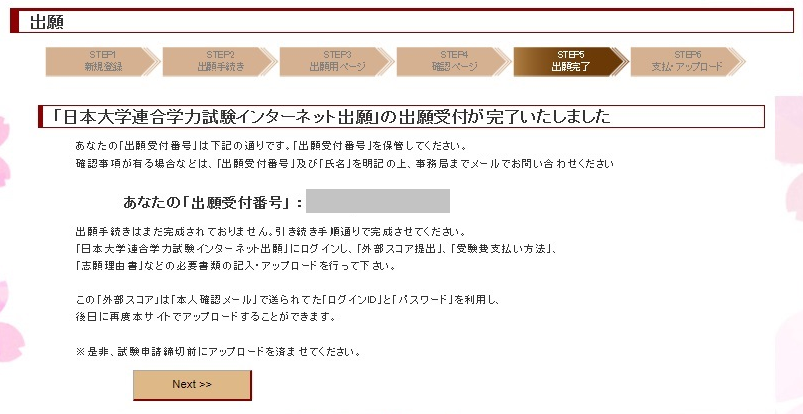 出願
STEP1
新規登録
STEP2
出願手続き
STEP3
出願用ページ
STEP4
確認ページ
STEP5
出願完了
STEP6
支払・アップロード
「日本大学連合学力試験インターネット出願」の出願受付が完了いたしました
あなたの「出願受付番号」は下記の通りです。「出願受付番号」を保管してください。
確認事項が有る場合などは、「出願受付番号」及び「氏名」を明記の上、事務局までメールでお問い合わせください
あなたの「出願受付番号」：
出願手続きはまだ完成されておりません。引き続き手順通りで完成させてください。
「日本大学連合学力試験インターネット出願」にログインし、「外部スコア提出」、「受験費支払い方法」、
「志願理由書」などの必要書類の記入・アップロードを行って下さい。
この「外部スコア」は「本人確認メール」で送られてた「ログインID」と「パスワード」を利用し、
後日に再度本サイトでアップロードすることができます。
※是非、試験申請締切前にアップロードを済ませてください。
Next >>